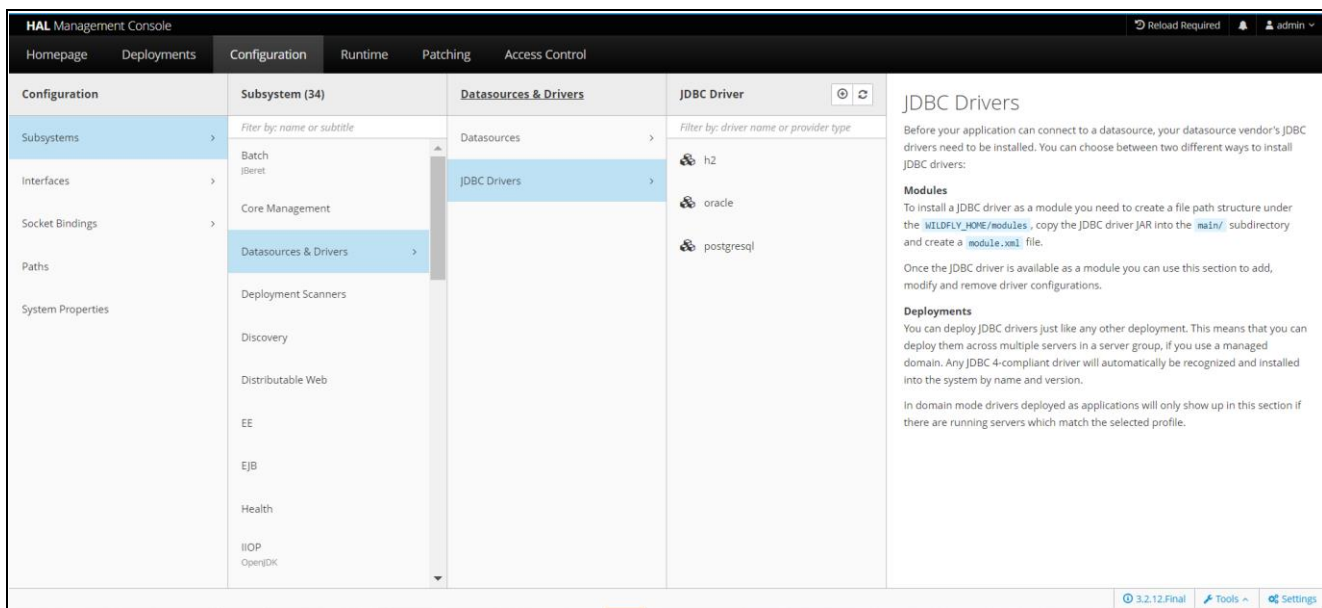 HAL Management Console
Reload Required
admin
Homepage Deployments Configuration Runtime Patching Access Control
Configuration
Subsystems
Interfaces
Socket Bindings
Paths
System Properties
Subsystem (34)
Fiter by: name or subtitle
Batch
JBeret
Core Management
Datasources & Drivers
Deployment Scanners
Discovery
Distributable Web
EE
EJB
Health
IIOP
OpenJDK
Datasources & Drivers
Datasources
JDBC Drivers
JDBC Driver
Filter by: driver name or provider type
h2
oracle
postgresql
JDBC Drivers
Before your application can connect to a datasource, your datasource vendor's JDBC
drivers need to be installed. You can choose between two different ways to install
JDBC drivers:
Modules
To install a JDBC driver as a module you need to create a file path structure under
the WILDFLY_HOME/modules , copy the JDBC driver JAR into the main/ subdirectory
and create a module.xml file.
Once the JDBC driver is available as a module you can use this section to add,
modify and remove driver configurations.
Deployments
You can deploy JDBC drivers just like any other deployment. This means that you can
deploy them across multiple servers in a server group, if you use a managed
domain. Any JDBC 4-compliant driver will automatically be recognized and installed
into the system by name and version.
In domain mode drivers deployed as applications will only show up in this section if
there are running servers which match the selected profile.
3.2.12.Final Tools Settings